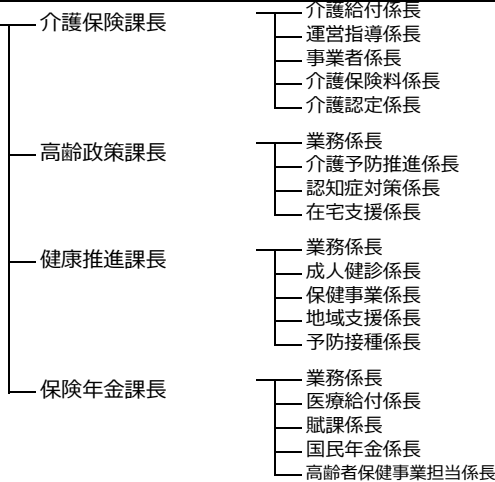 介護保険課長
介護給付係長
運営指導係長
事業者係長
介護保険料係長
介護認定係長
高齢政策課長
業務係長
介護予防推進係長
認知症対策係長
在宅支援係長
健康推進課長
業務係長
成人健診係長
保健事業係長
地域支援係長
予防接種係長
保険年金課長
業務係長
医療給付係長
賦課係長
国民年金係長
高齢者保健事業担当係長